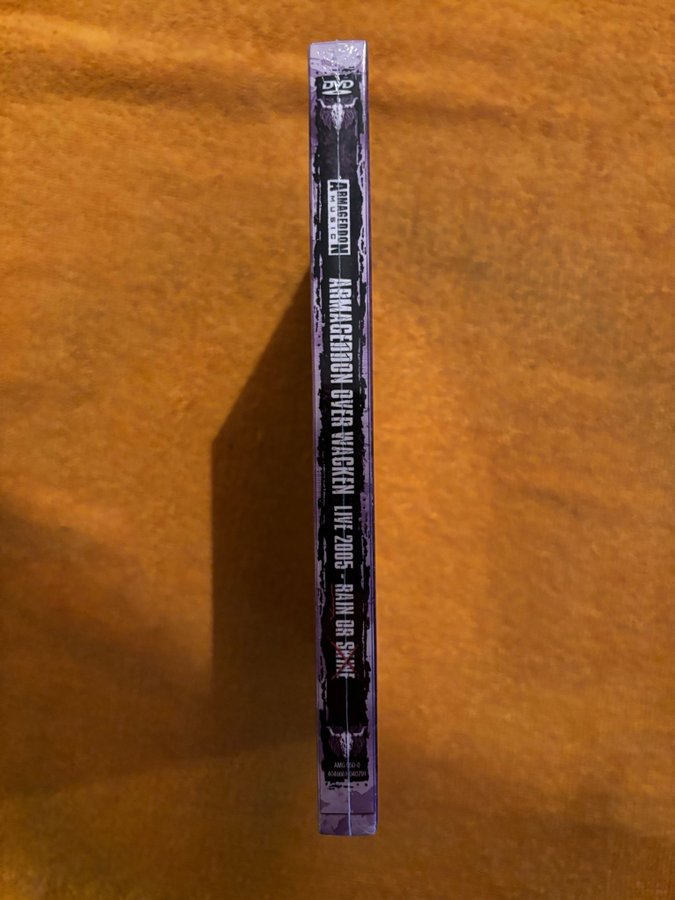 DVD
ARMAGEDDON
MUSIC
ARMAGEDDON OVER WACKEN LIVE 2005 - RAIN OR SHINE